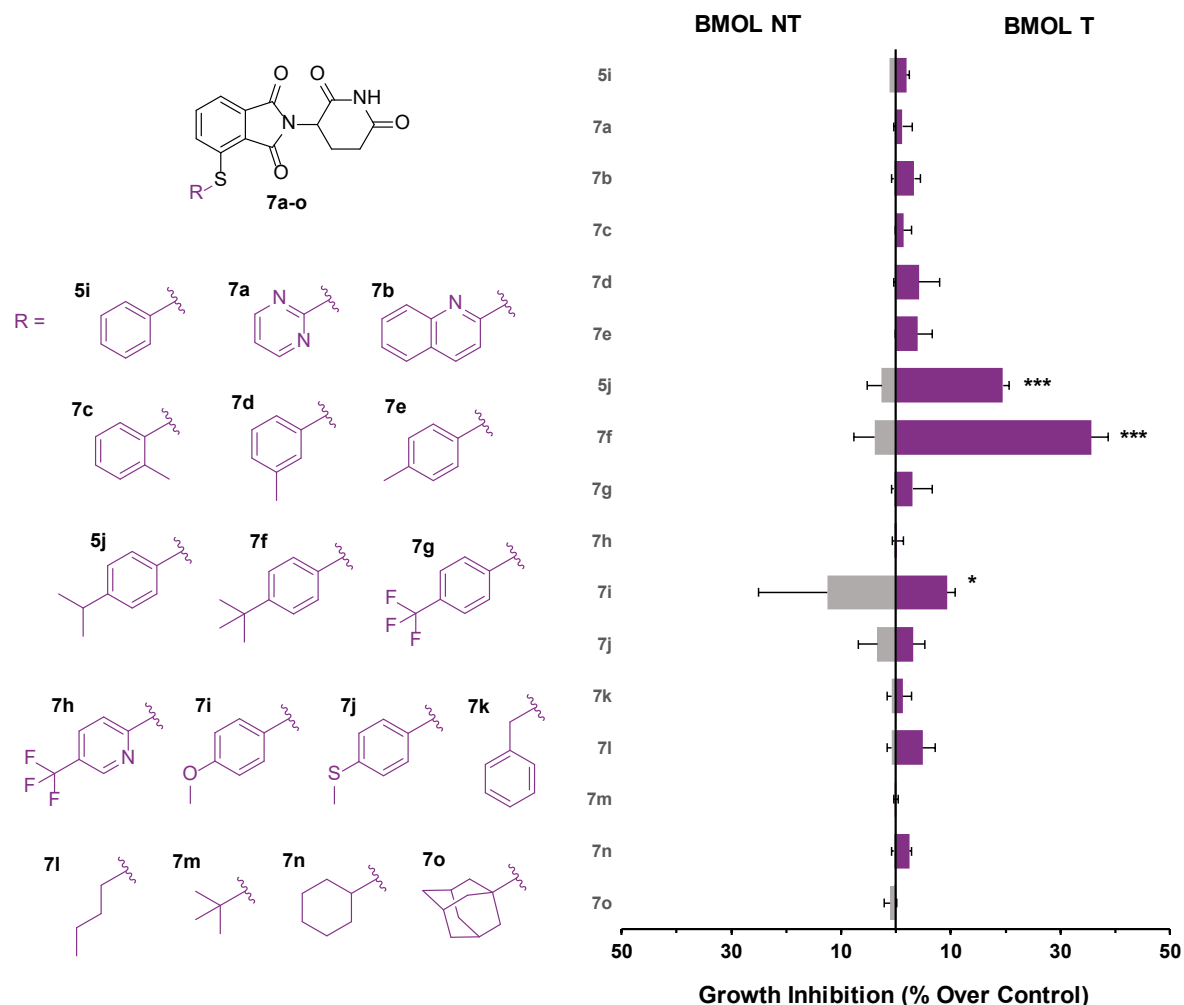 BMOL NT BMOL T
O
O
NH
N
O
O
S
R
7a-o
R =
5i 7a 7b
N
N
N
7c 7d 7e
5j 7f 7g
F
F
F
7h 7i 7j 7k
F
F
F
N
O
S
7l 7m 7n 7o
5i
7a
7b
7c
7d
7e
5j ***
7f ***
7g
7h
7i *
7j
7k
7l
7m
7n
7o
50 30 10 10 30 50
Growth Inhibition (% Over Control)